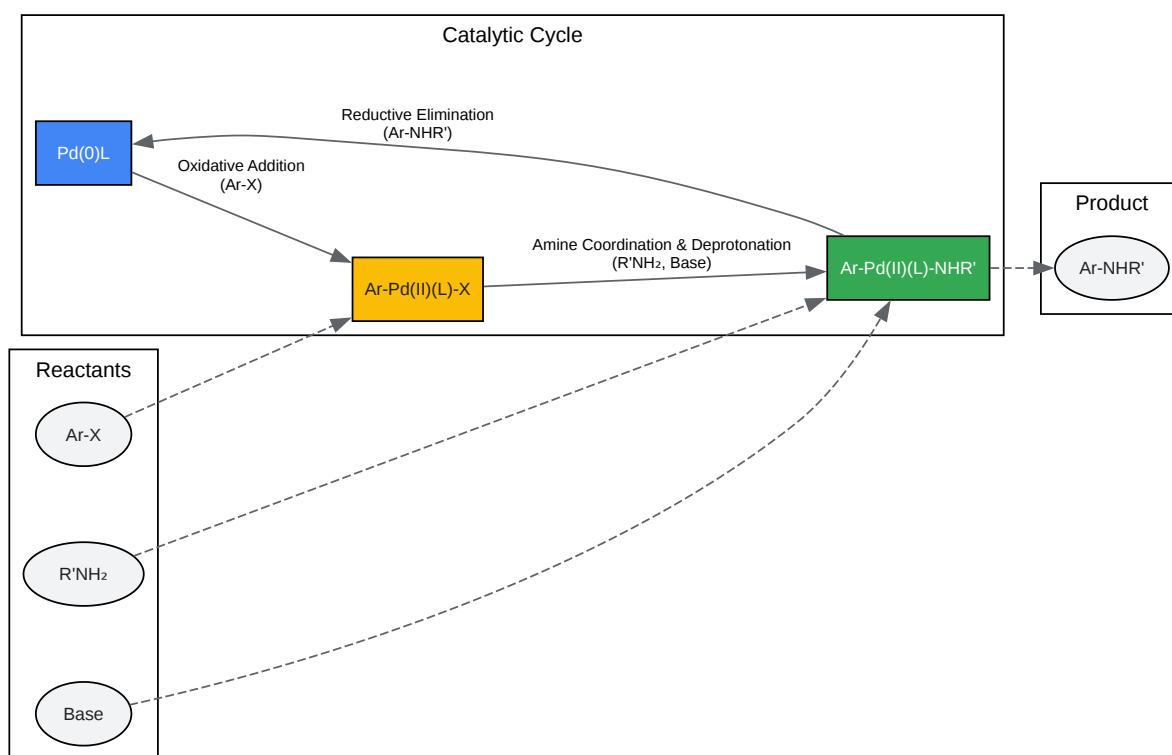 Catalytic Cycle
Reductive Elimination
(Ar-NHR')
Pd(0)L
Oxidative Addition
(Ar-X)
Amine Coordination & Deprotonation
(R'NH₂, Base)
Ar-Pd(II)(L)-X
Ar-Pd(II)(L)-NHR'
Product
Ar-NHR'
Reactants
Ar-X
R'NH₂
Base